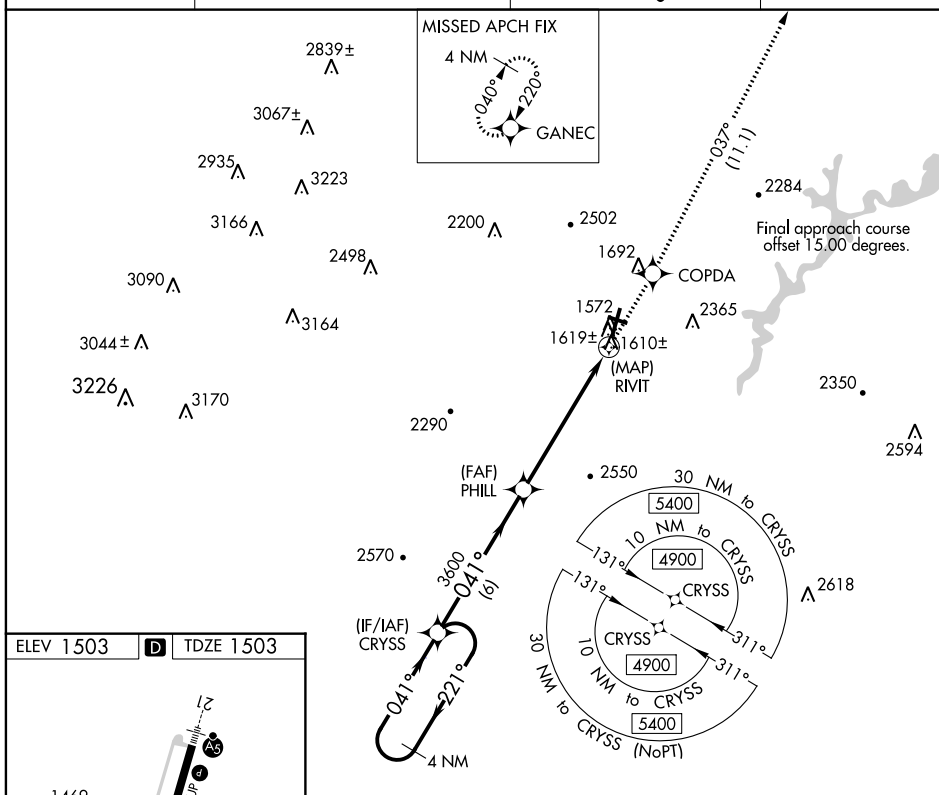 MISSED APCH FIX
4 NM
040°
220°
GANEC
2839±
3067±
2935
3223
3166
2200
2502
2498
1692
3090
3164
3044±
3226
3170
037°
(11.1)
2284
Final approach course
offset 15.00 degrees.
COPDA
1572
2365
1619±
1610±
(MAP)
RIVIT
2350
2290
2594
(FAF)
PHILL
2550
2570
3600
041°
(6)
(IF/IAF)
CRYSS
041°
221°
4 NM
30 NM to CRYSS
5400
10 NM to CRYSS
4900
131°
CRYSS
311°
2618
131°
CRYSS
311°
4900
10 NM to CRYSS
5400
30 NM to CRYSS (NoPT)
ELEV 1503
D
TDZE 1503
21
A5
UP